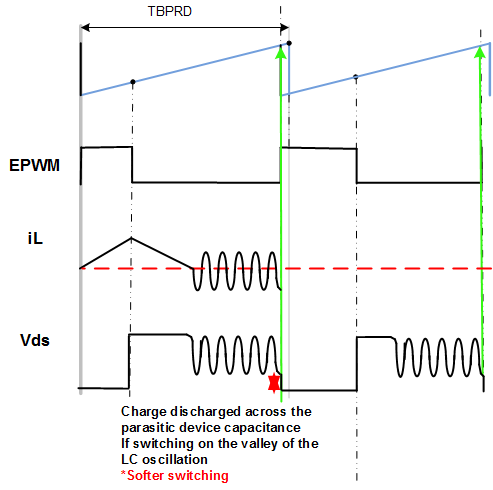 TBPRD
EPWM
iL
Vds
Charge discharged across the
parasitic device capacitance
If switching on the valley of the
LC oscillation
*Softer switching